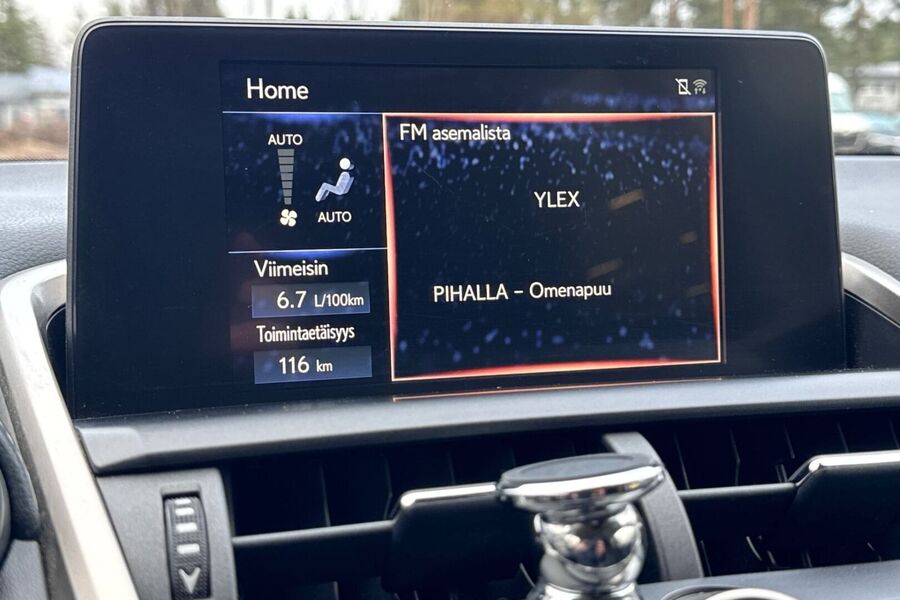 Home
AUTO
AUTO
Viimeisin
6.7 L/100km
Toimintaetäisyys
116 km
FM asemalista
YLEX
PIHALLA – Omenapuu